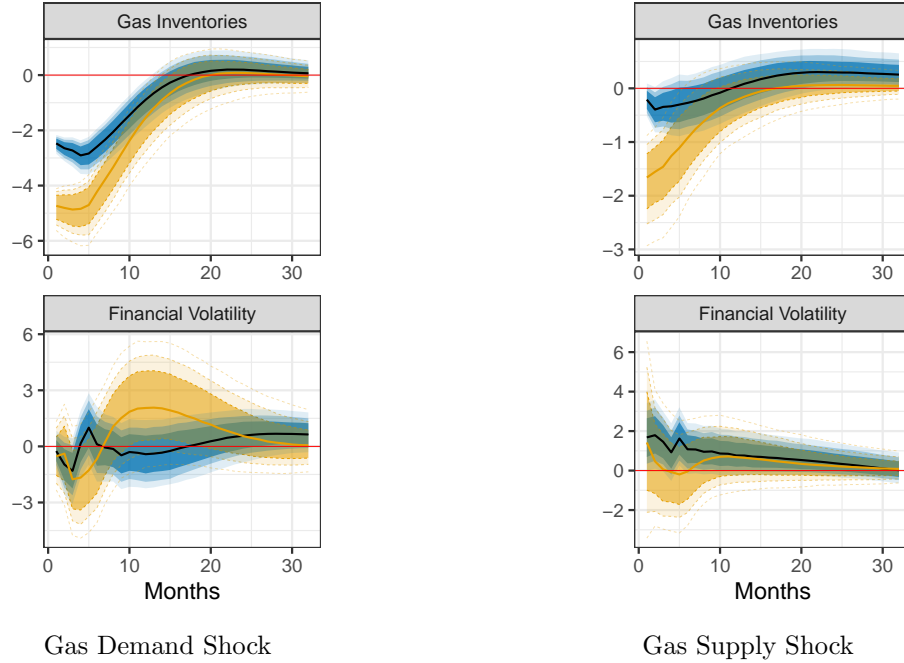 Gas Inventories
0
−2
−4
−6
0 10 20 30
Financial Volatility
6
3
0
−3
0 10 20 30
Months
Gas Demand Shock
Gas Inventories
0
−1
−2
−3
0 10 20 30
Financial Volatility
6
4
2
0
−2
0 10 20 30
Months
Gas Supply Shock